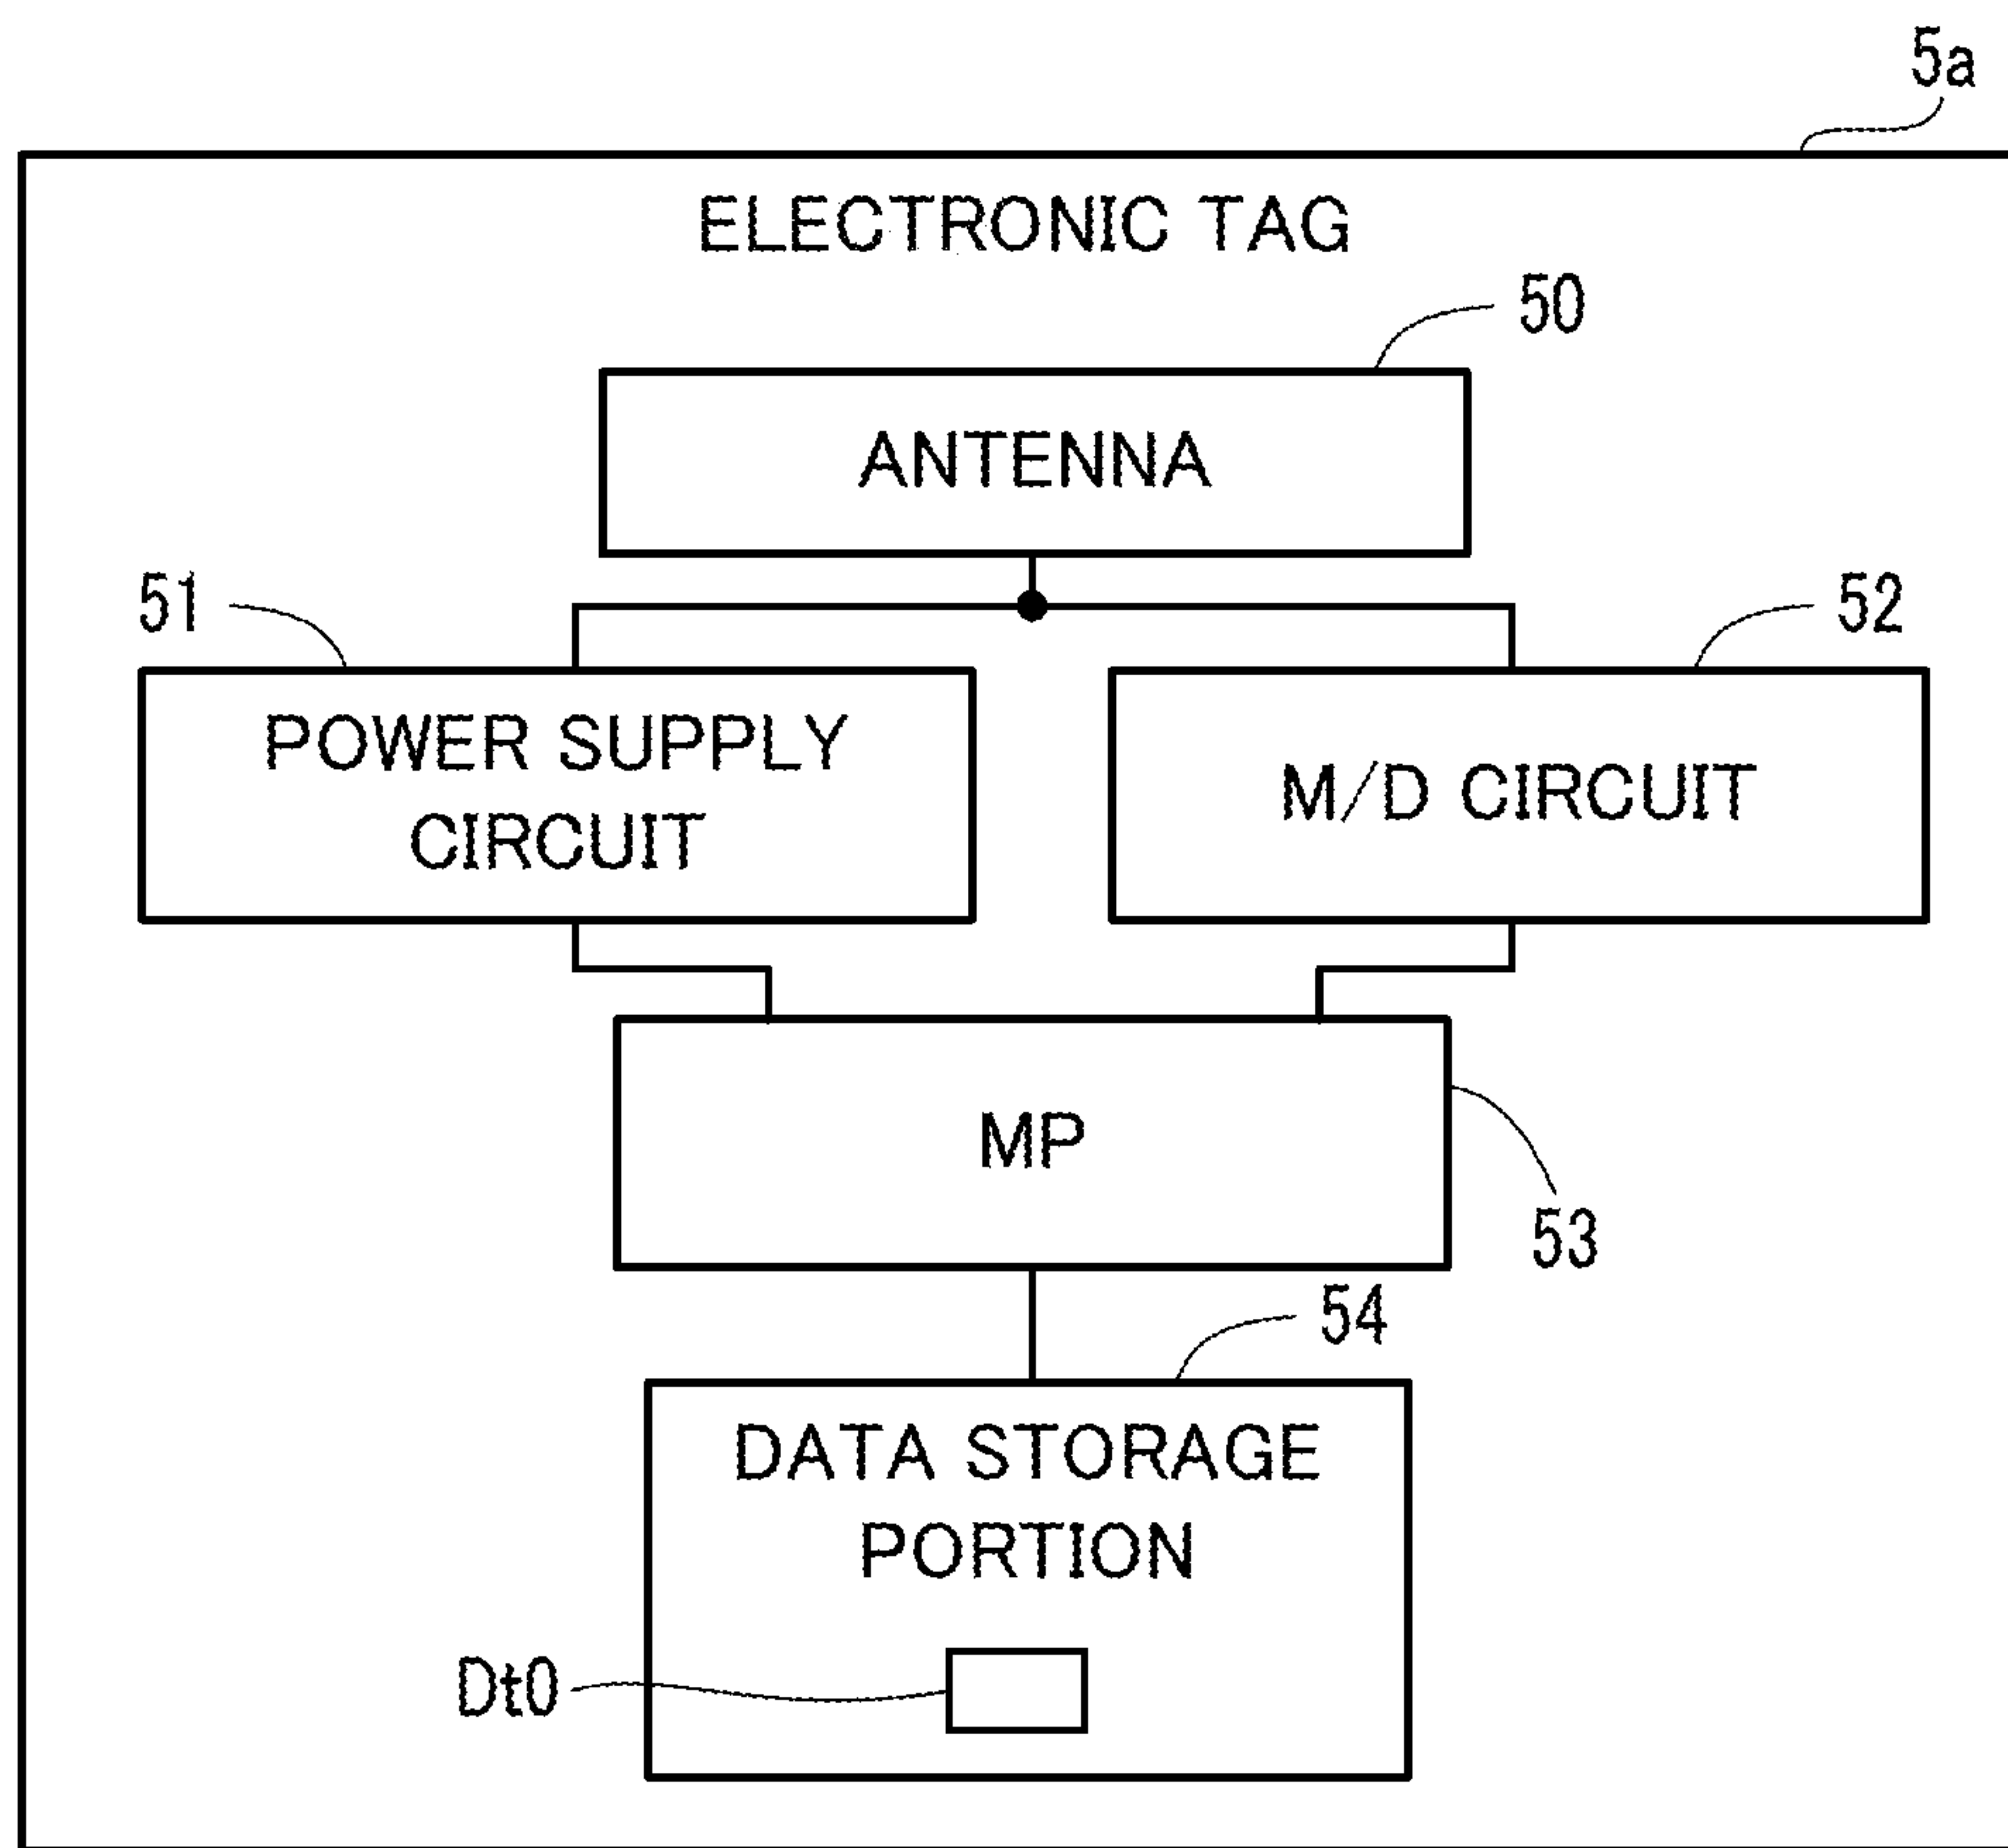 5a
ELECTRONIC TAG
50
ANTENNA
51
52
POWER SUPPLY
CIRCUIT
M/D CIRCUIT
MP
53
54
DATA STORAGE
PORTION
Dt0